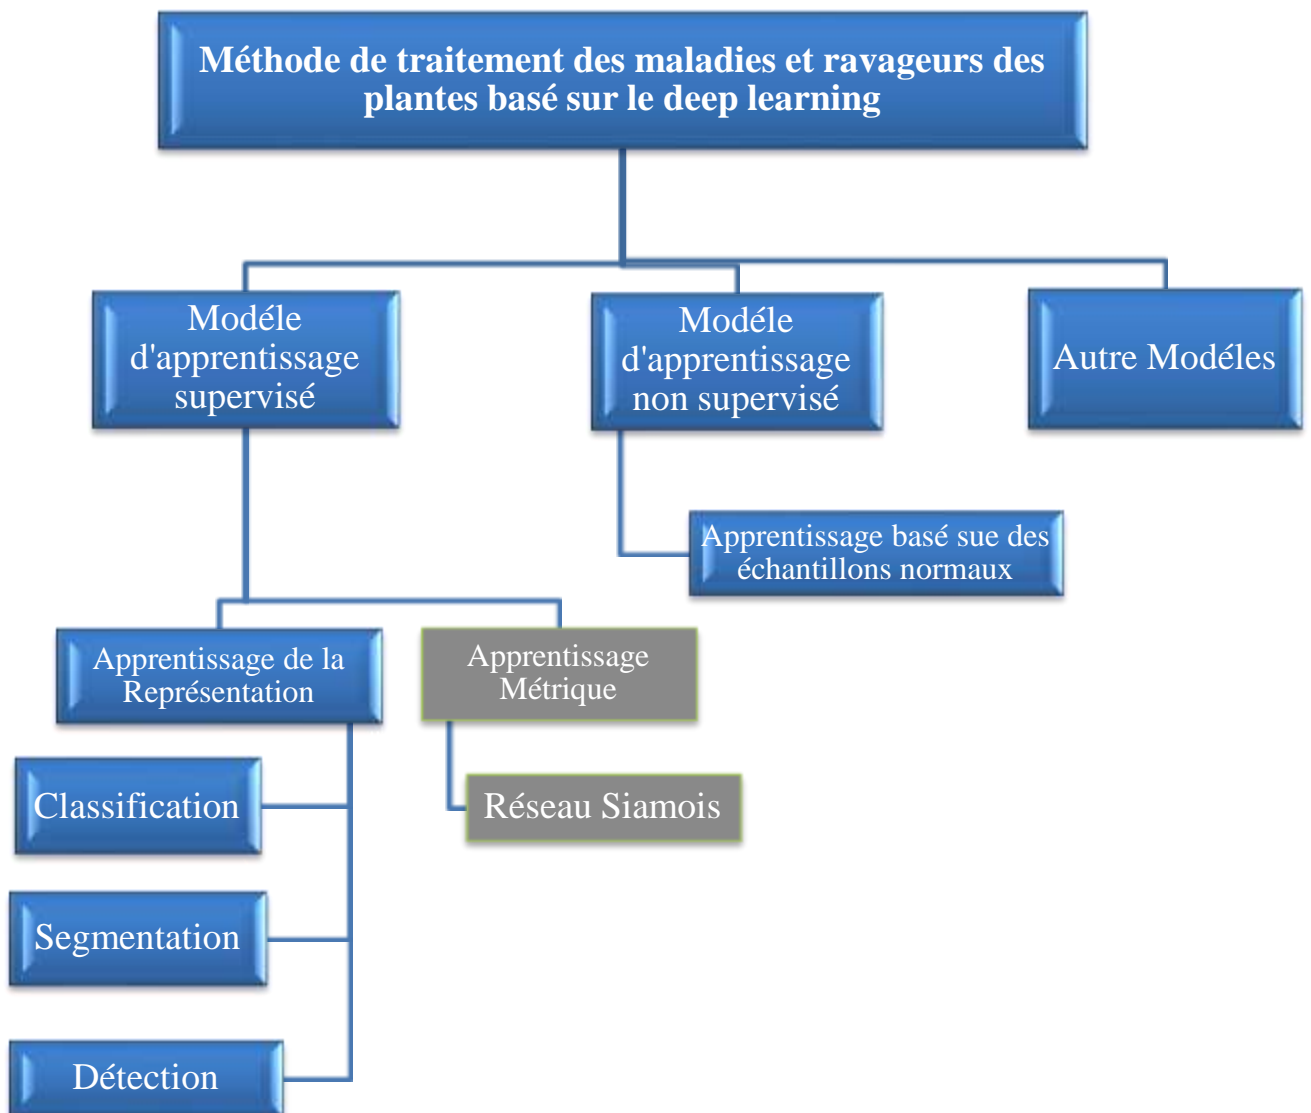 Méthode de traitement des maladies et ravageurs des
plantes basé sur le deep learning
Modéle
d'apprentissage
supervisé
Modéle
d'apprentissage
non supervisé
Autre Modéles
Apprentissage basé sue des
échantillons normaux
Apprentissage de la
Représentation
Apprentissage
Métrique
Classification
Réseau Siamois
Segmentation
Détection